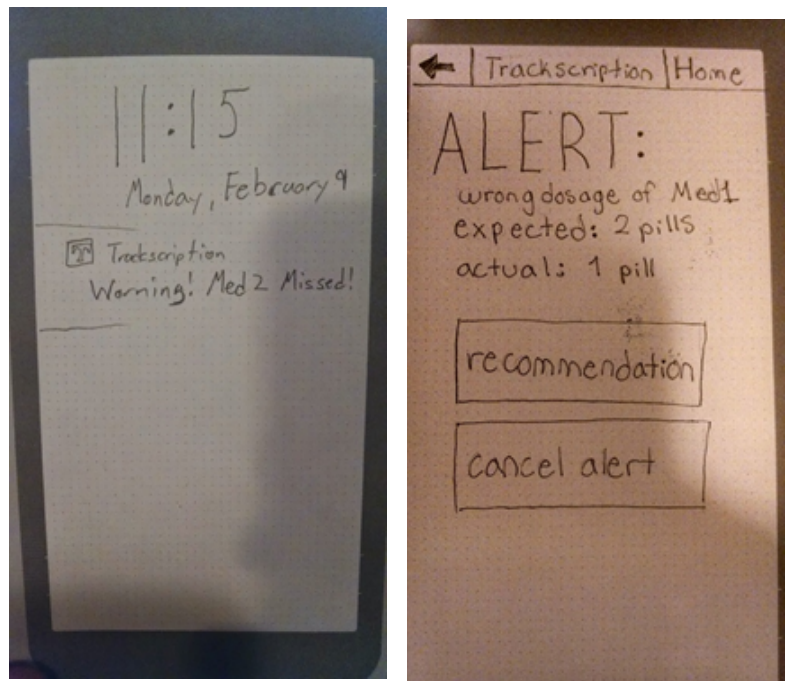 11:15
Monday, February 9
T Trackscription
Warning! Med 2 Missed!
← Trackscription Home
ALERT:
wrong dosage of Med1
expected: 2 pills
actual: 1 pill
recommendation
cancel alert